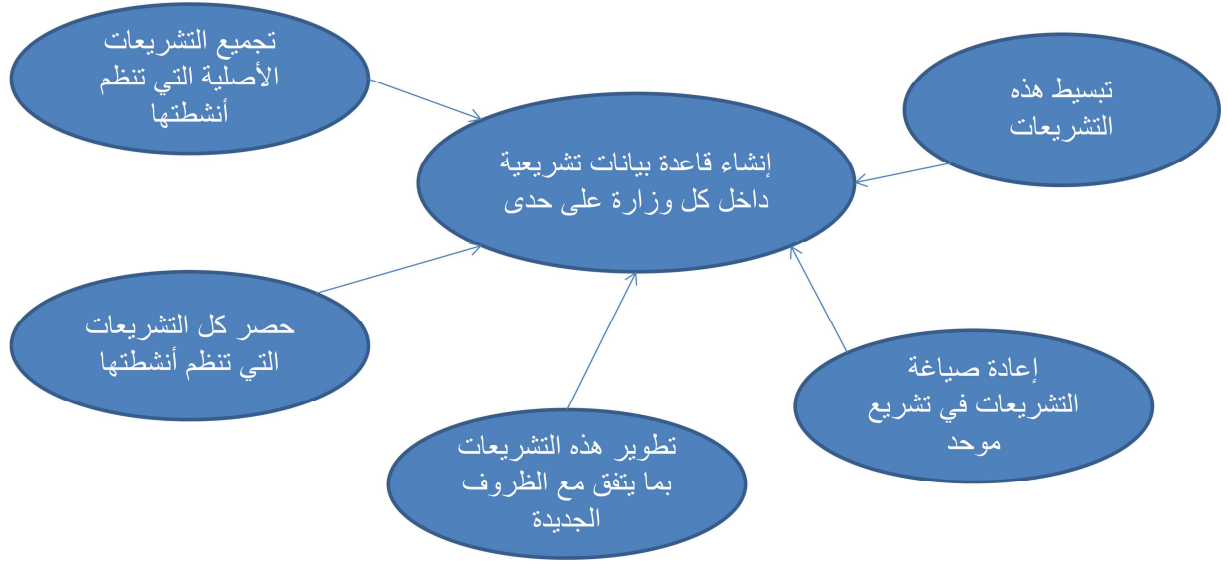 تجميع التشريعات
الأصلية التي تنظم
أنشطتها
تبسيط هذه
التشريعات
إنشاء قاعدة بيانات تشريعية
داخل كل وزارة على حدى
حصر كل التشريعات
التي تنظم أنشطتها
إعادة صياغة
التشريعات في تشريع
موحد
تطوير هذه التشريعات
بما يتفق مع الظروف
الجديدة